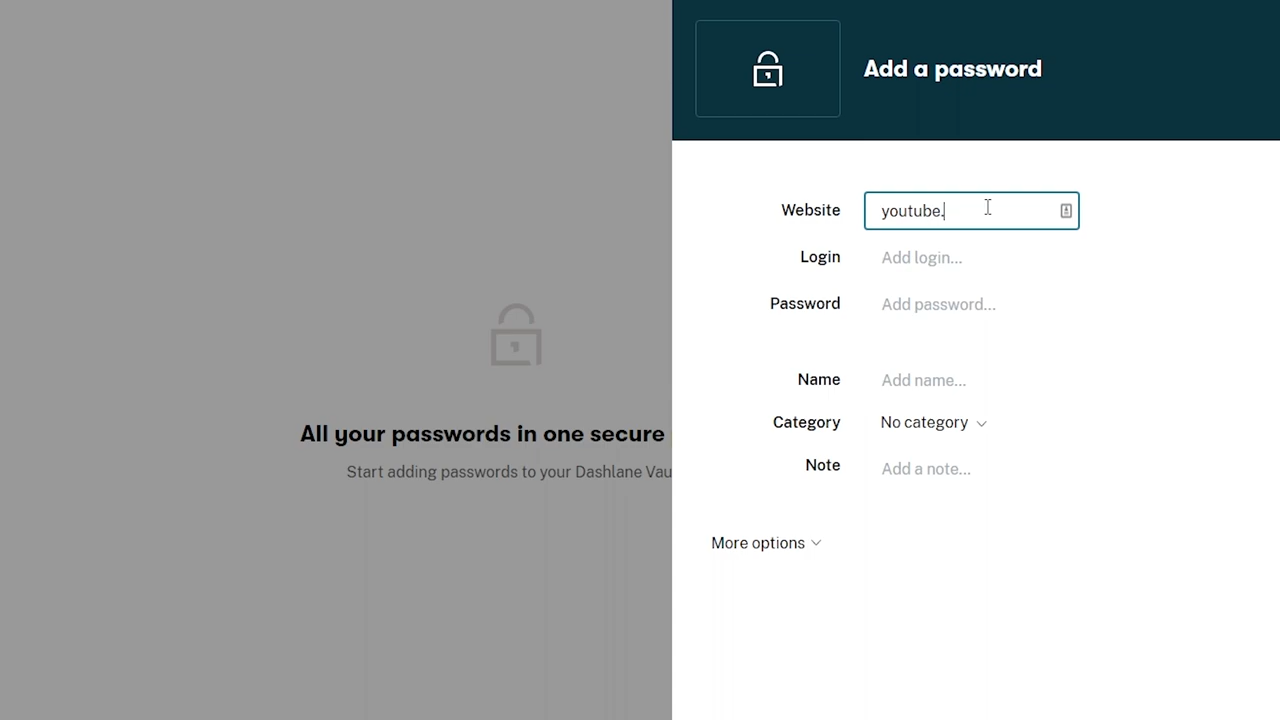 Add a password
Website
youtube.
Login
Add login...
Password
Add password...
Name
Add name...
Category
No category
Note
Add a note...
More options
All your passwords in one secure
Start adding passwords to your Dashlane Vau